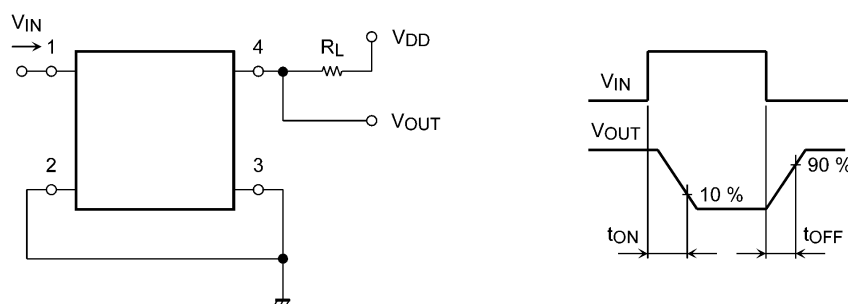 VIN
1
4
RL
VDD
VOUT
2
3
VIN
VOUT
10 %
90 %
tON
tOFF